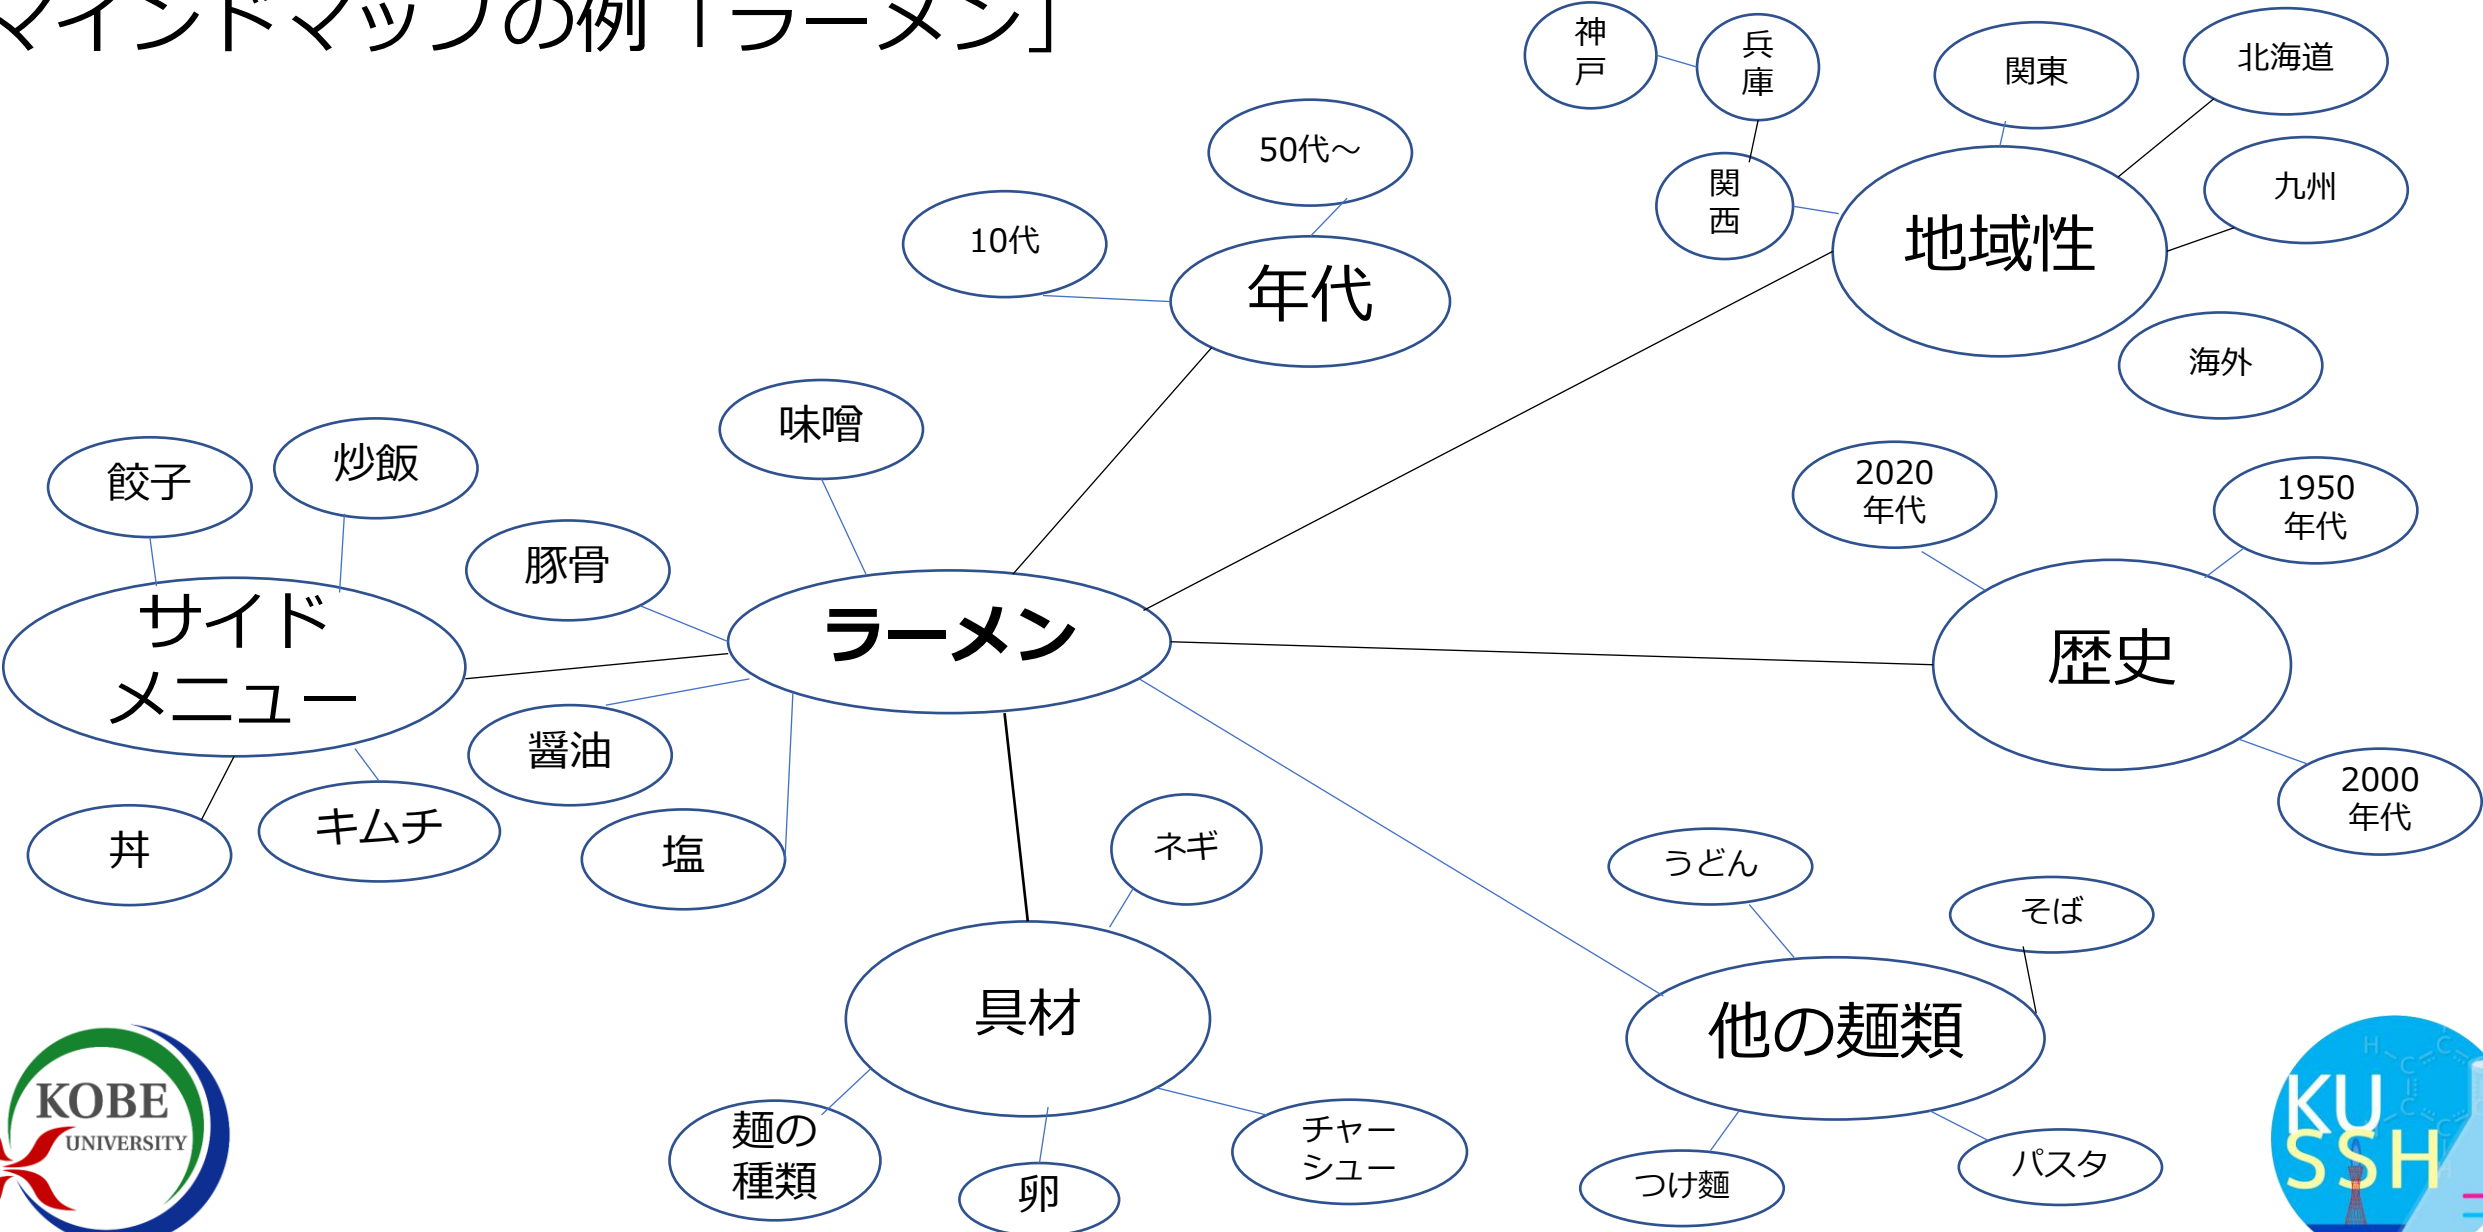 マインドマップの例「ラーメン」
神
戸
兵
庫
関東
北海道
50代～
10代
関
西
九州
年代
地域性
海外
味噌
餃子
炒飯
2020
年代
1950
年代
豚骨
サイド
メニュー
ラーメン
歴史
醤油
2000
年代
丼
キムチ
塩
ネギ
うどん
そば
具材
他の麺類
麺の
種類
卵
チャー
シュー
つけ麵
パスタ
KOBE
UNIVERSITY
KU
SSH